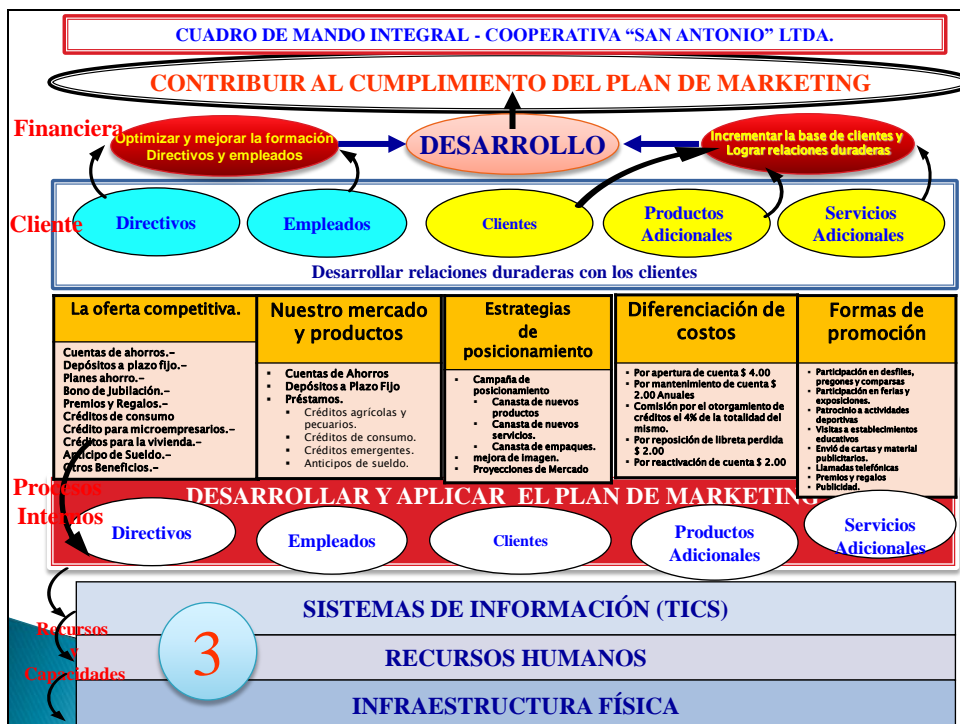 CUADRO DE MANDO INTEGRAL - COOPERATIVA “SAN ANTONIO” LTDA.
CONTRIBUIR AL CUMPLIMIENTO DEL PLAN DE MARKETING
Financiera
Optimizar y mejorar la formación
Directivos y empleados
DESARROLLO
Incrementar la base de clientes y
Lograr relaciones duraderas
Cliente
Directivos
Empleados
Clientes
Productos
Adicionales
Servicios
Adicionales
Desarrollar relaciones duraderas con los clientes
La oferta competitiva.
Cuentas de ahorros.-
Depósitos a plazo fijo.-
Planes ahorro.-
Bono de Jubilación.-
Premios y Regalos.-
Créditos de consumo
Crédito para microempresarios.-
Créditos para la vivienda.-
Anticipo de Sueldo.-
Otros Beneficios.-
Nuestro mercado
y productos
▪ Cuentas de Ahorros
▪ Depósitos a Plazo Fijo
▪ Préstamos.
▪ Créditos agrícolas y
pecuarios.
▪ Créditos de consumo.
▪ Créditos emergentes.
▪ Anticipos de sueldo.
Estrategias
de
posicionamiento
▪ Campaña de
posicionamiento
▪ Canasta de nuevos
productos
▪ Canasta de nuevos
servicios.
▪ Canasta de empaques.
▪ mejora de imagen.
▪ Proyecciones de Mercado
Diferenciación de
costos
▪ Por apertura de cuenta $ 4.00
▪ Por mantenimiento de cuenta $
2.00 Anuales
▪ Comisión por el otorgamiento de
créditos el 4% de la totalidad del
mismo.
▪ Por reposición de libreta perdida
$ 2.00
▪ Por reactivación de cuenta $ 2.00
Formas de
promoción
▪ Participación en desfiles,
pregones y comparsas
▪ Participación en ferias y
exposiciones.
▪ Patrocinio a actividades
deportivas
▪ Visitas a establecimientos
educativos
▪ Envió de cartas y material
publicitarios.
▪ Llamadas telefónicas
▪ Premios y regalos
▪ Publicidad.
Procesos
Internos
DESARROLLAR Y APLICAR EL PLAN DE MARKETING
Directivos
Empleados
Clientes
Productos
Adicionales
Servicios
Adicionales
Recursos
y
Capacidades
3
SISTEMAS DE INFORMACIÓN (TICS)
RECURSOS HUMANOS
INFRAESTRUCTURA FÍSICA